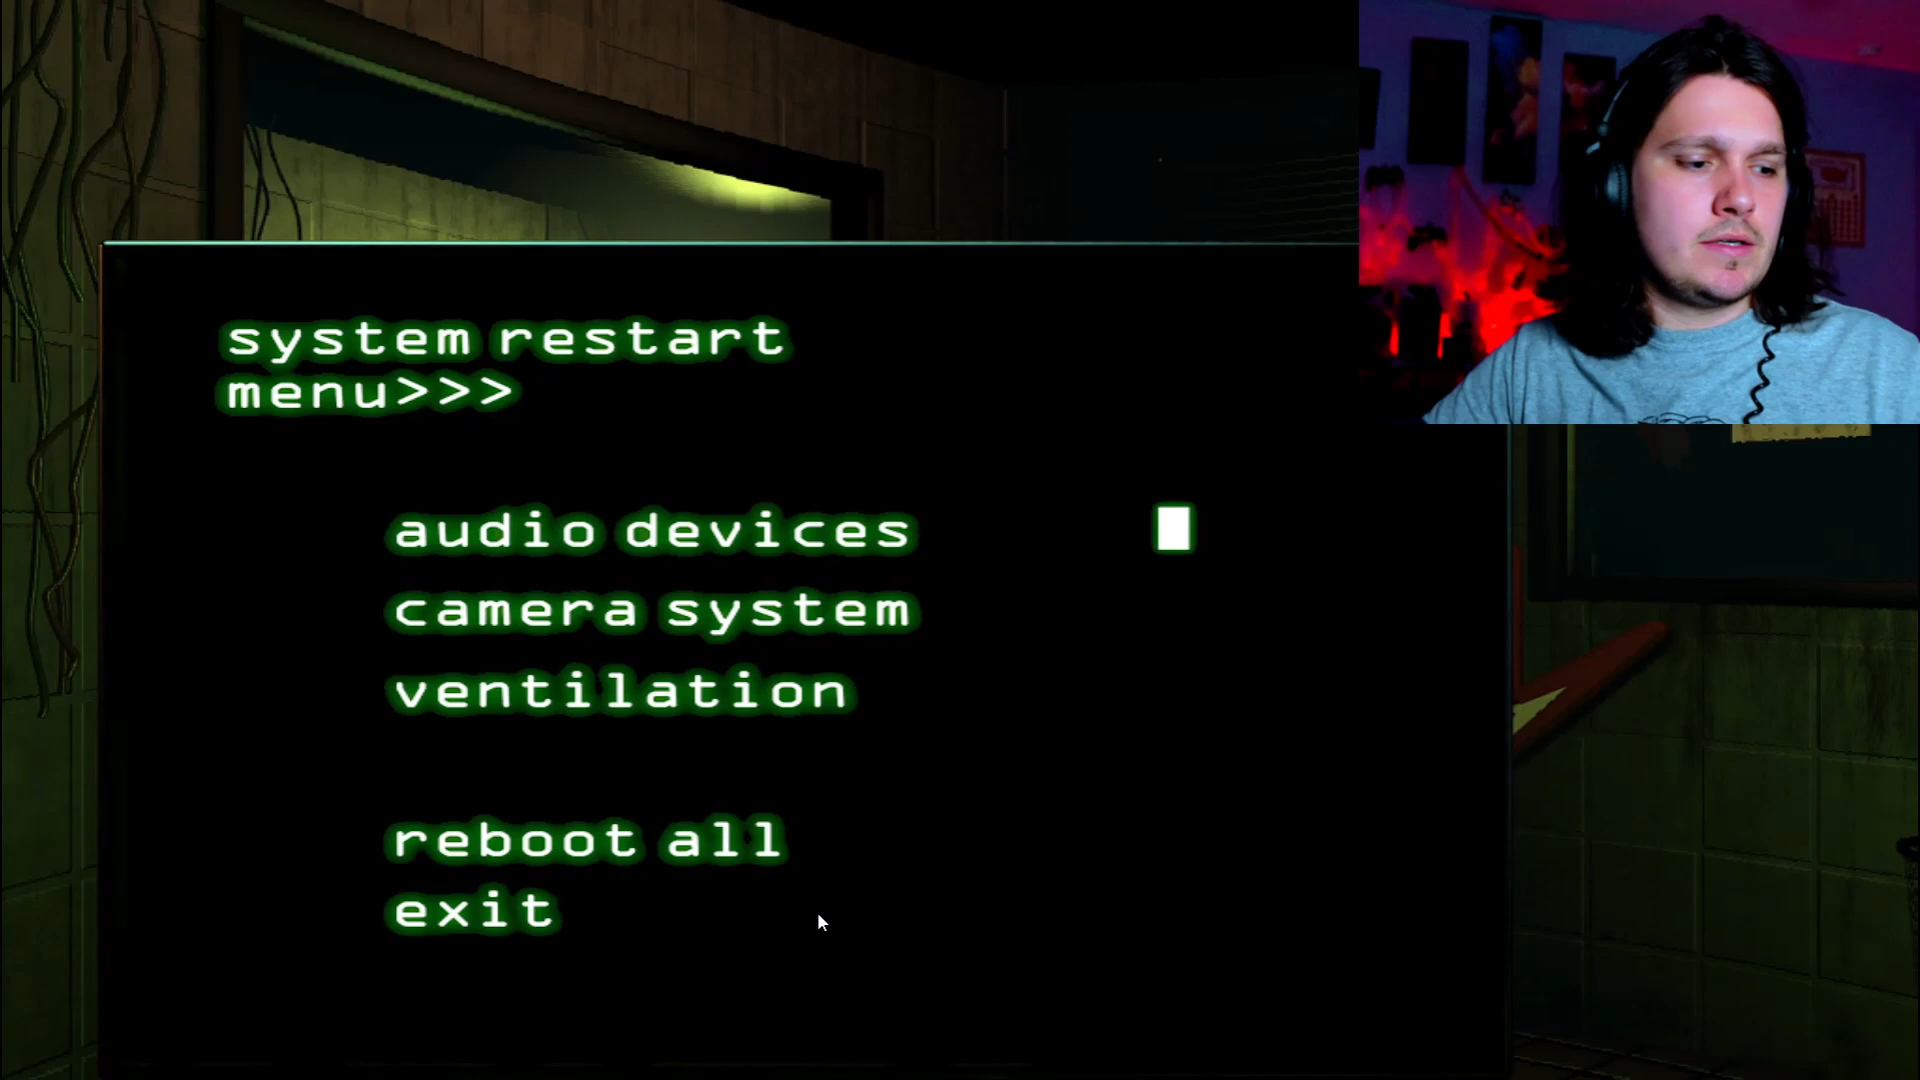 system restart
menu>>>
audio devices
camera system
ventilation
reboot all
exit